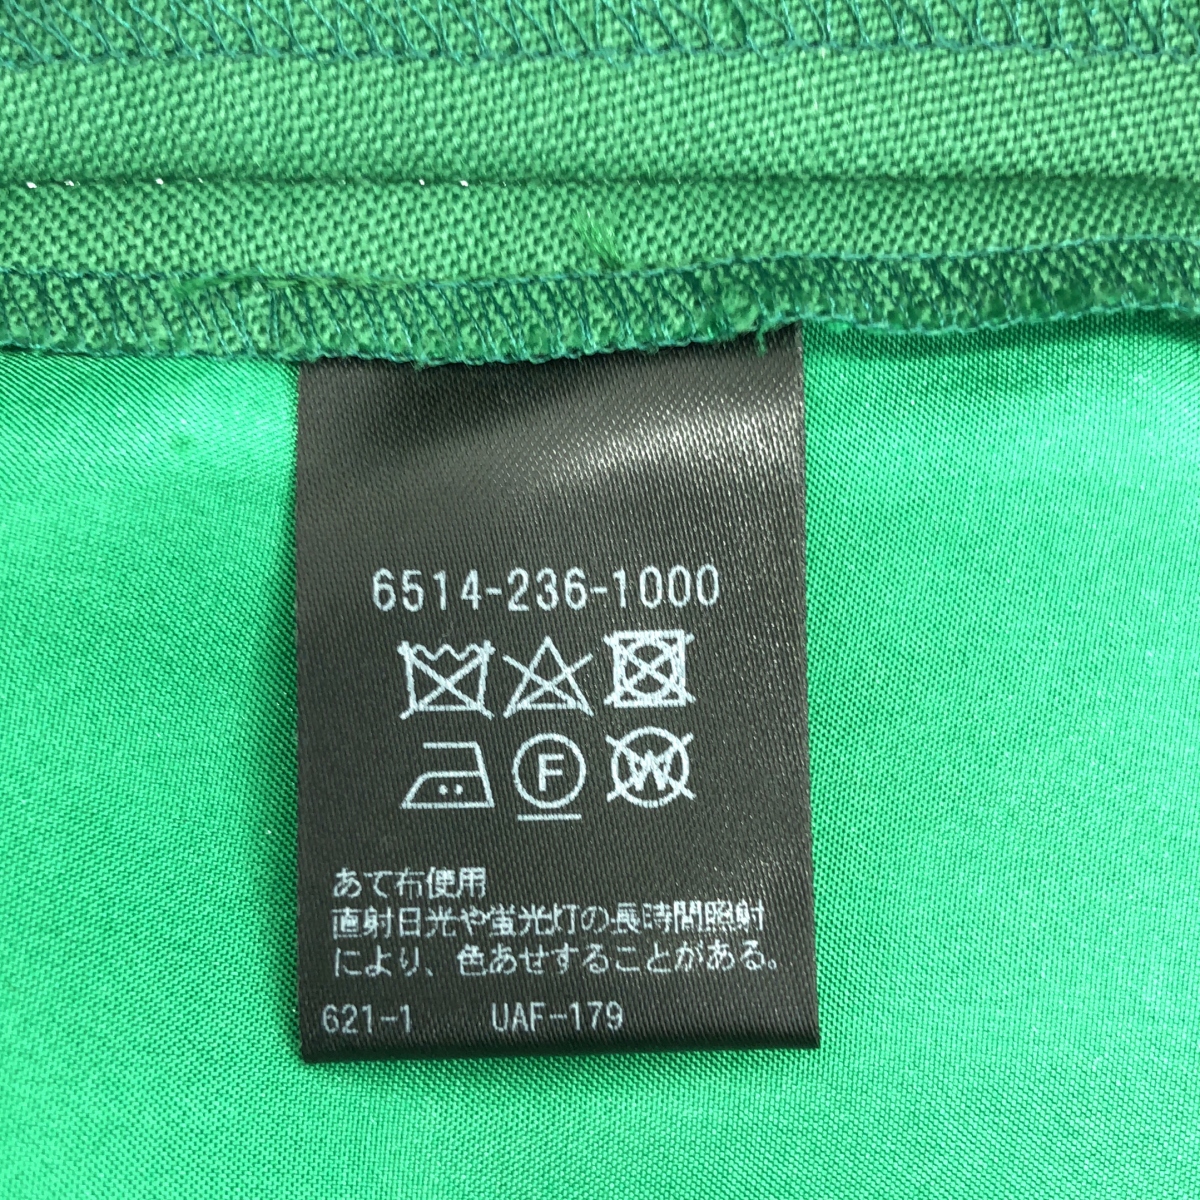 6514-236-1000
F
W
あて布使用
直射日光や蛍光灯の長時間照射
により、色あせすることがある。
621-1 UAF-179